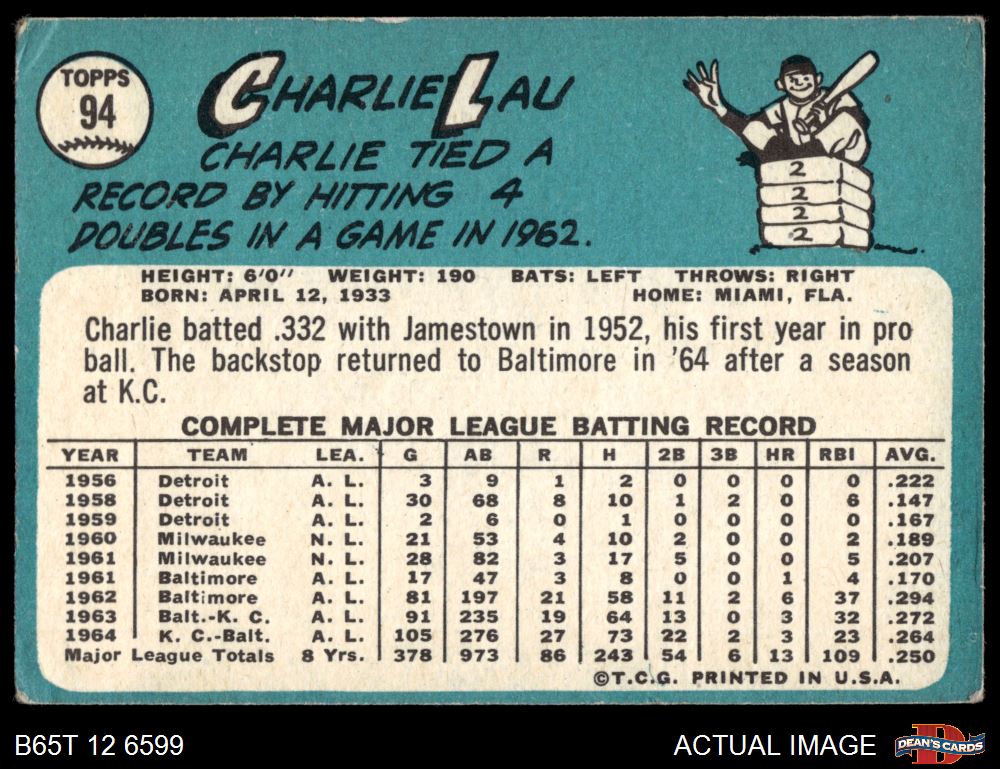 TOPPS
94
CHARLIE LAU
CHARLIE TIED A
RECORD BY HITTING 4
DOUBLES IN A GAME IN 1962.
2
2
2
2
HEIGHT: 6'0" WEIGHT: 190 BATS: LEFT THROWS: RIGHT
BORN: APRIL 12, 1933 HOME: MIAMI, FLA.
Charlie batted .332 with Jamestown in 1952, his first year in pro
ball. The backstop returned to Baltimore in '64 after a season
at K.C.
COMPLETE MAJOR LEAGUE BATTING RECORD
YEAR TEAM LEA. G AB R H 2B 3B HR RBI AVG.
1956 Detroit A. L. 3 9 1 2 0 0 0 0 .222
1958 Detroit A. L. 30 68 8 10 1 2 0 6 .147
1959 Detroit A. L. 2 6 0 1 0 0 0 0 .167
1960 Milwaukee N. L. 21 53 4 10 2 0 0 2 .189
1961 Milwaukee N. L. 28 82 3 17 5 0 0 5 .207
1961 Baltimore A. L. 17 47 3 8 0 0 1 4 .170
1962 Baltimore A. L. 81 197 21 58 11 2 6 37 .294
1963 Balt.-K. C. A. L. 91 235 19 64 13 0 3 32 .272
1964 K. C.-Balt. A. L. 105 276 27 73 22 2 3 23 .264
Major League Totals 8 Yrs. 378 973 86 243 54 6 13 109 .250
©T.C.G. PRINTED IN U.S.A.
B65T 12 6599 ACTUAL IMAGE
D
DEAN'S CARDS